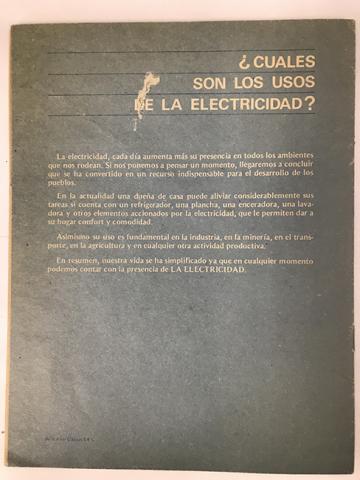 ¿CUALES
SON LOS USOS
DE LA ELECTRICIDAD?
La electricidad, cada día aumenta más su presencia en todos los ambientes
que nos rodean. Si nos ponemos a pensar un momento, llegaremos a concluir
que se ha convertido en un recurso indispensable para el desarrollo de los
pueblos.
En la actualidad una dueña de casa puede aliviar considerablemente sus
tareas si cuenta con un refrigerador, una plancha, una enceradora, una lava-
dora y otros elementos accionados por la electricidad, que le permiten dar a
su hogar confort y comodidad.
Asimismo su uso es fundamental en la industria, en la minería, en el trans-
porte, en la agricultura y en cualquier otra actividad productiva.
En resumen, nuestra vida se ha simplificado ya que en cualquier momento
podemos contar con la presencia de LA ELECTRICIDAD.